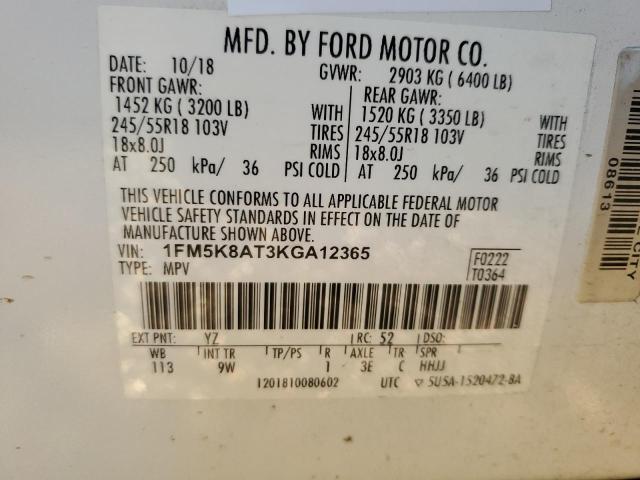 MFD. BY FORD MOTOR CO.
DATE: 10/18 GVWR: 2903 KG (6400 LB)
FRONT GAWR: REAR GAWR:
1452 KG (3200 LB) WITH 1520 KG (3350 LB) WITH
245/55R18 103V TIRES 245/55R18 103V TIRES
18x8.0J RIMS 18x8.0J RIMS
AT 250 kPa/ 36 PSI COLD AT 250 kPa/ 36 PSI COLD
THIS VEHICLE CONFORMS TO ALL APPLICABLE FEDERAL MOTOR
VEHICLE SAFETY STANDARDS IN EFFECT ON THE DATE OF
MANUFACTURE SHOWN ABOVE.
VIN: 1FM5K8AT3KGA12365 F0222
TYPE: MPV T0364
EXT PNT: YZ RC: 52 DSO:
WB INT TR TP/PS R AXLE TR SPR
113 9W 1 3E C HHJJ
1201810080602 UTC ▽ 5U5A-1520472-BA
08613
CITY